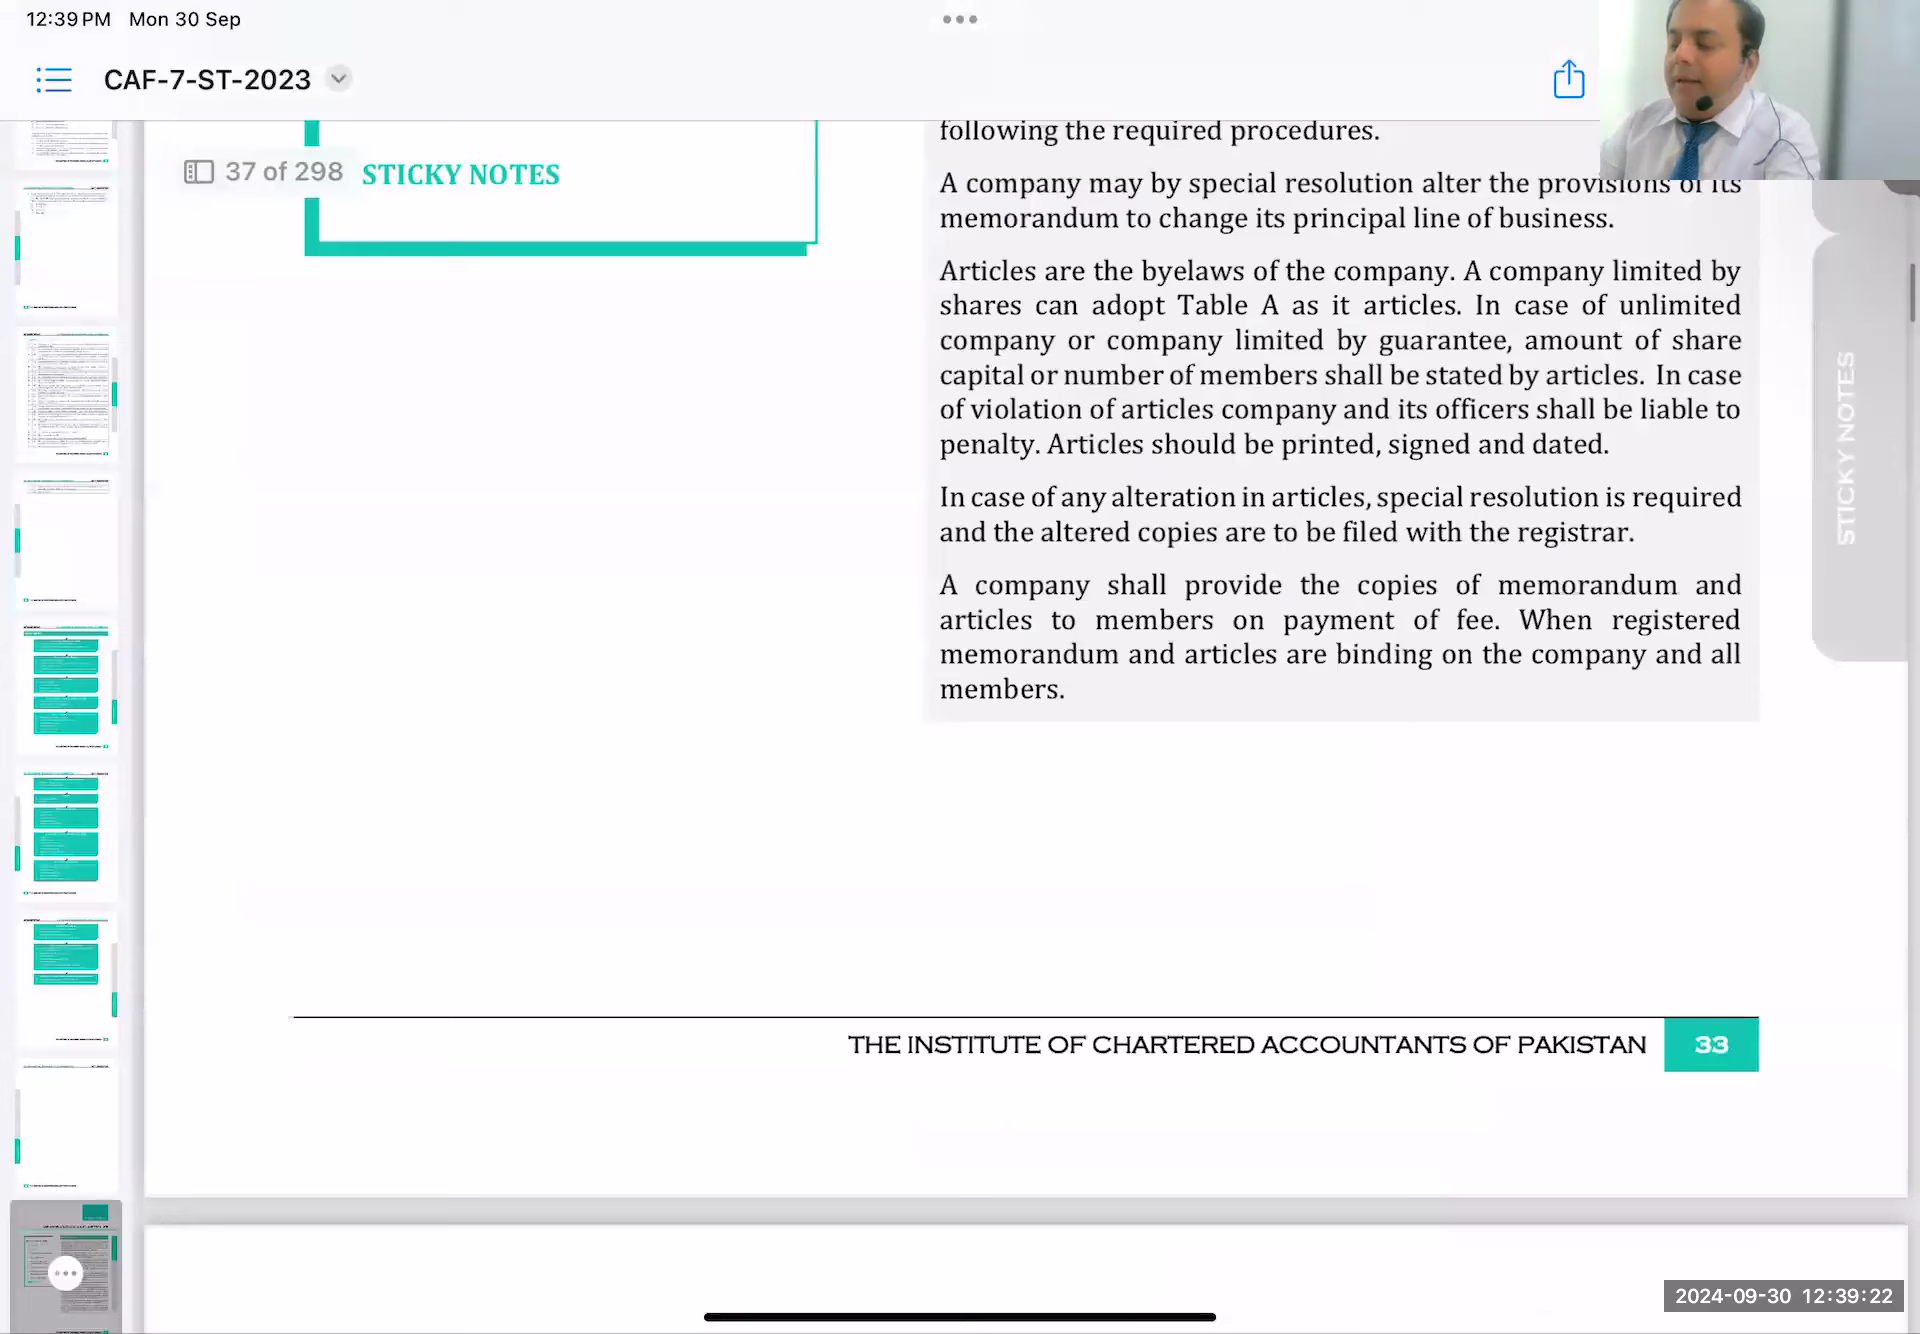 12:39 PM Mon 30 Sep
CAF-7-ST-2023
37 of 298
STICKY NOTES
following the required procedures.
A company may by special resolution alter the provisions of its
memorandum to change its principal line of business.
Articles are the byelaws of the company. A company limited by
shares can adopt Table A as it articles. In case of unlimited
company or company limited by guarantee, amount of share
capital or number of members shall be stated by articles. In case
of violation of articles company and its officers shall be liable to
penalty. Articles should be printed, signed and dated.
In case of any alteration in articles, special resolution is required
and the altered copies are to be filed with the registrar.
A company shall provide the copies of memorandum and
articles to members on payment of fee. When registered
memorandum and articles are binding on the company and all
members.
STICKY NOTES
THE INSTITUTE OF CHARTERED ACCOUNTANTS OF PAKISTAN 33
2024-09-30 12:39:22